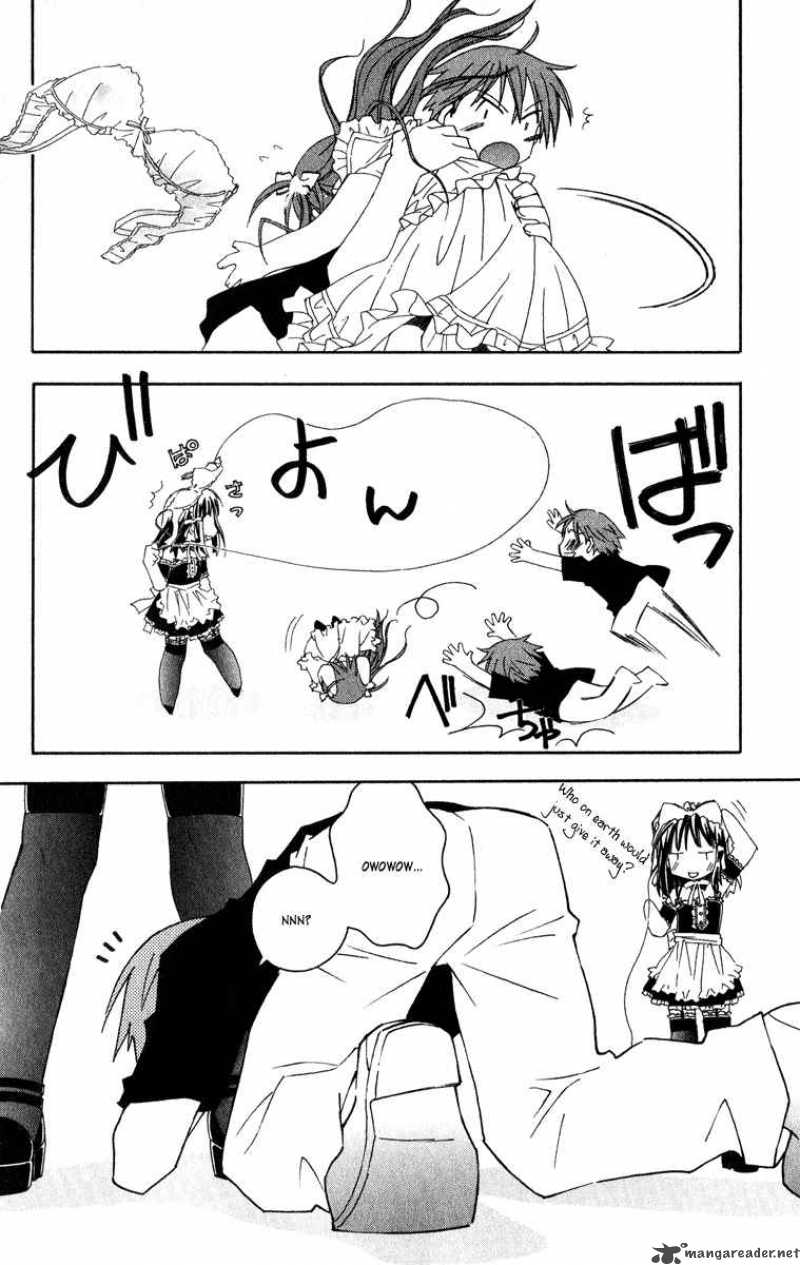 ばっ
びよん
ぱさっ
べちゃ
Who on
earth would
just give it
away?
OWOWOW...
NNN?
mangareader.net